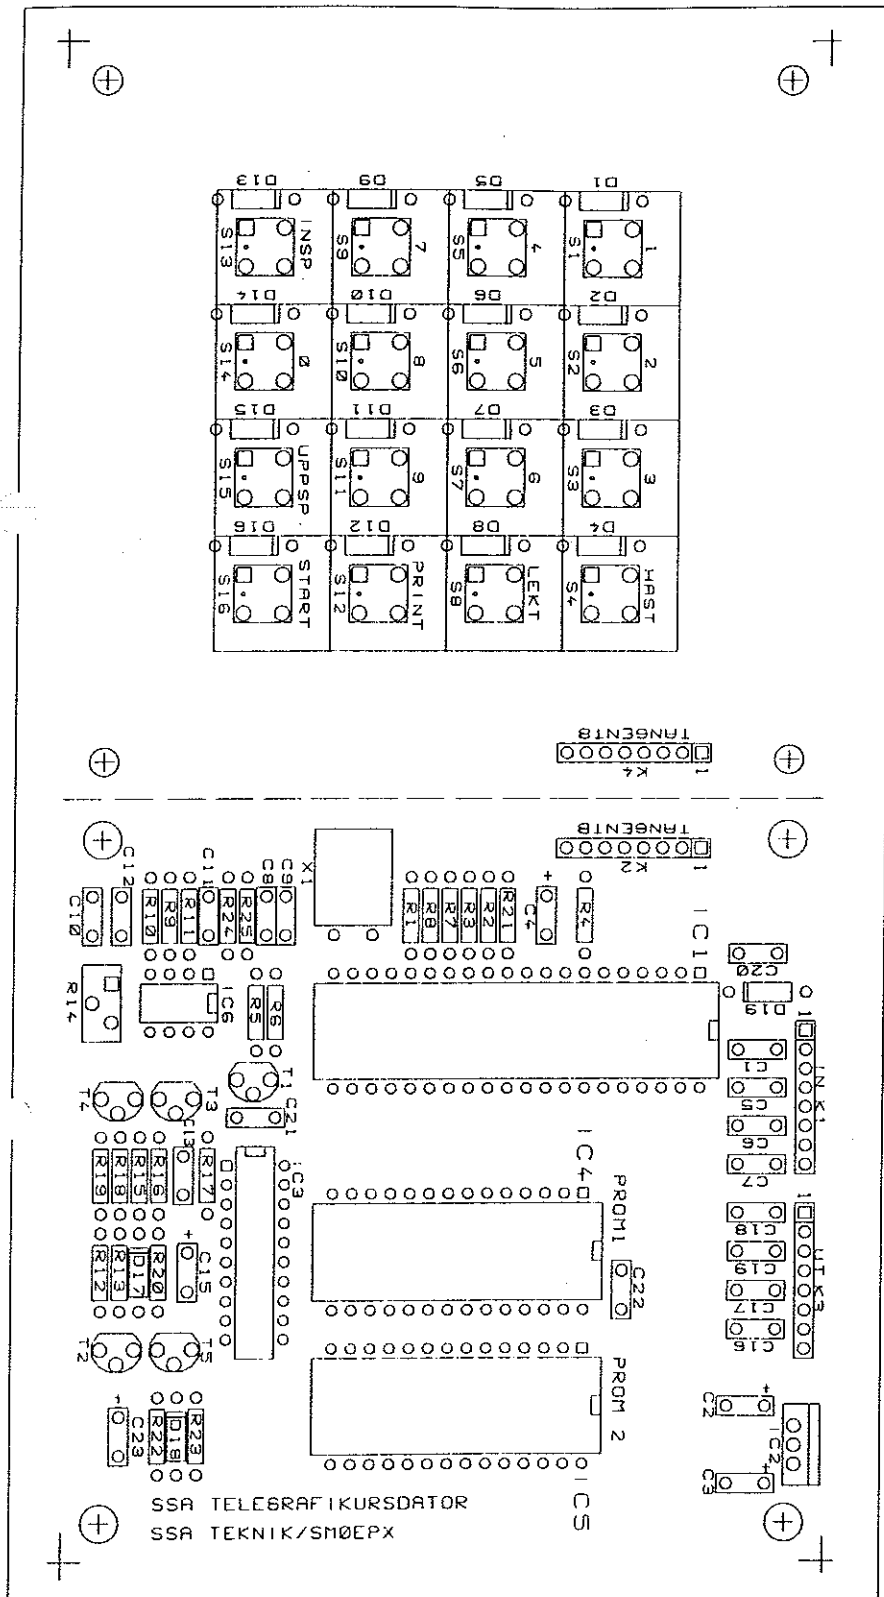 D13 D9 D5 D1
S13 INSP S9 7 S5 4 S1 1
D14 D10 D6 D2
S14 0 S10 8 S6 5 S2 2
D15 D11 D7 D3
S15 UPPSP S11 9 S7 6 S3 3
D16 D12 D8 D4
S16 START S12 PRINT S8 LEKT S4 HAST
TANGENTB
K4 1
TANGENTB
K2 1
C10 C12 R10 R9 R11 C11 R24 R25 C8 C9 X1 R1 R8 R7 R3 R2 R21 + C4 R4 IC1
C20
R14 IC6 R5 R6 D19
T4 T3 T1 C21
1 IN K1
C1
C5
C6
C7
R19 R18 R15 R16 C13 R17 IC3 IC4 PROM1
1 UT K3
C18
C19
C17
C16
R12 R13 D17 R20 + C15 C22
T2 T5
PROM 2
+ C23 R22 D18 R23 IC5
C2 + IC2
C3 +
SSA TELEGRAFIKURSDATOR
SSA TEKNIK/SM0EPX